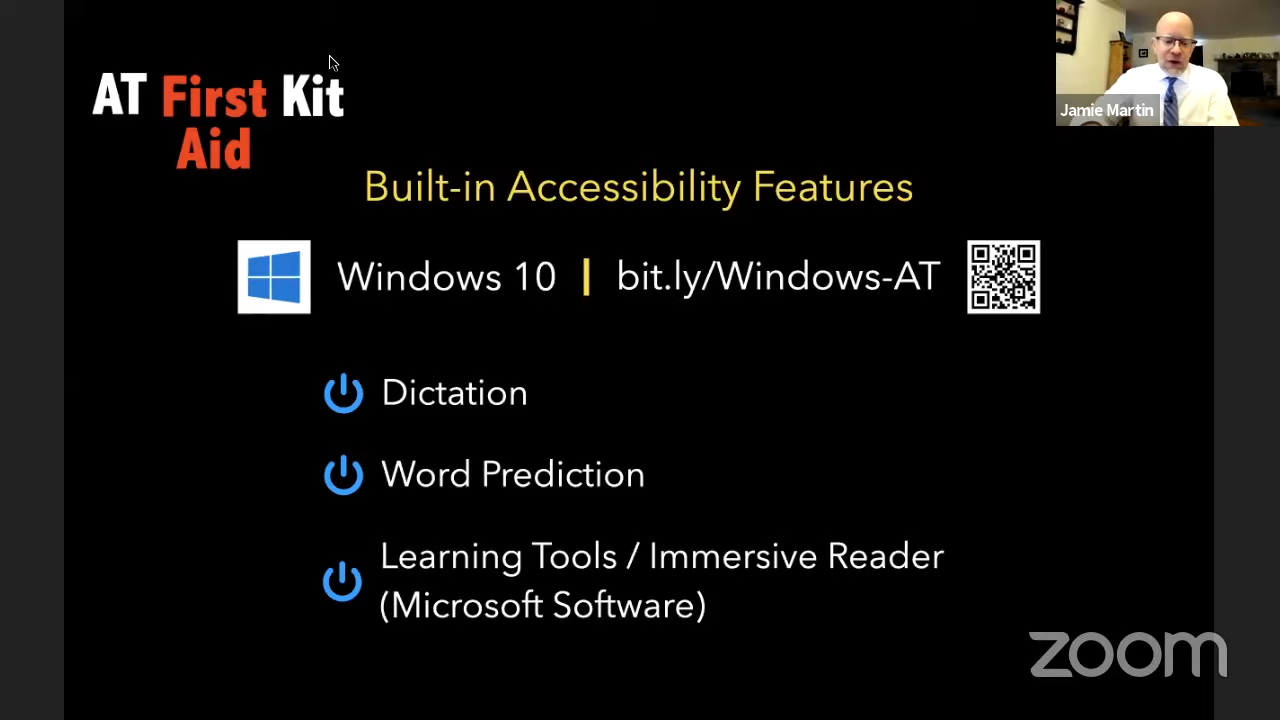 AT First Kit
Aid
Jamie Martin
Built-in Accessibility Features
Windows 10 | bit.ly/Windows-AT
Dictation
Word Prediction
Learning Tools / Immersive Reader
(Microsoft Software)
zoom